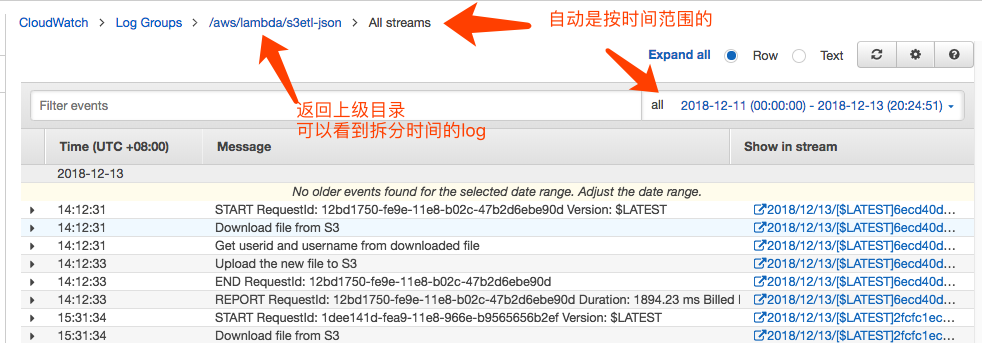 CloudWatch > Log Groups > /aws/lambda/s3etl-json > All streams
自动是按时间范围的
Expand all Row Text
返回上级目录
可以看到拆分时间的log
Filter events
all 2018-12-11 (00:00:00) - 2018-12-13 (20:24:51)
Time (UTC +08:00) Message Show in stream
2018-12-13
No older events found for the selected date range. Adjust the date range.
14:12:31 START RequestId: 12bd1750-fe9e-11e8-b02c-47b2d6ebe90d Version: $LATEST 2018/12/13/[$LATEST]6ecd40d…
14:12:31 Download file from S3 2018/12/13/[$LATEST]6ecd40d…
14:12:31 Get userid and username from downloaded file 2018/12/13/[$LATEST]6ecd40d…
14:12:33 Upload the new file to S3 2018/12/13/[$LATEST]6ecd40d…
14:12:33 END RequestId: 12bd1750-fe9e-11e8-b02c-47b2d6ebe90d 2018/12/13/[$LATEST]6ecd40d…
14:12:33 REPORT RequestId: 12bd1750-fe9e-11e8-b02c-47b2d6ebe90d Duration: 1894.23 ms Billed 2018/12/13/[$LATEST]6ecd40d…
15:31:34 START RequestId: 1dee141d-fea9-11e8-966e-b9565656b2ef Version: $LATEST 2018/12/13/[$LATEST]2fcfc1ec…
15:31:34 Download file from S3 2018/12/13/[$LATEST]2fcfc1ec…